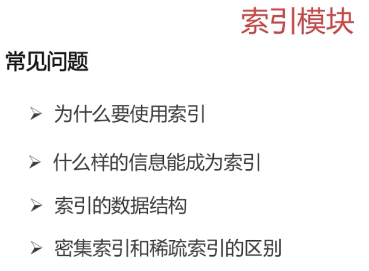 索引模块
常见问题
➢ 为什么要使用索引
➢ 什么样的信息能成为索引
➢ 索引的数据结构
➢ 密集索引和稀疏索引的区别